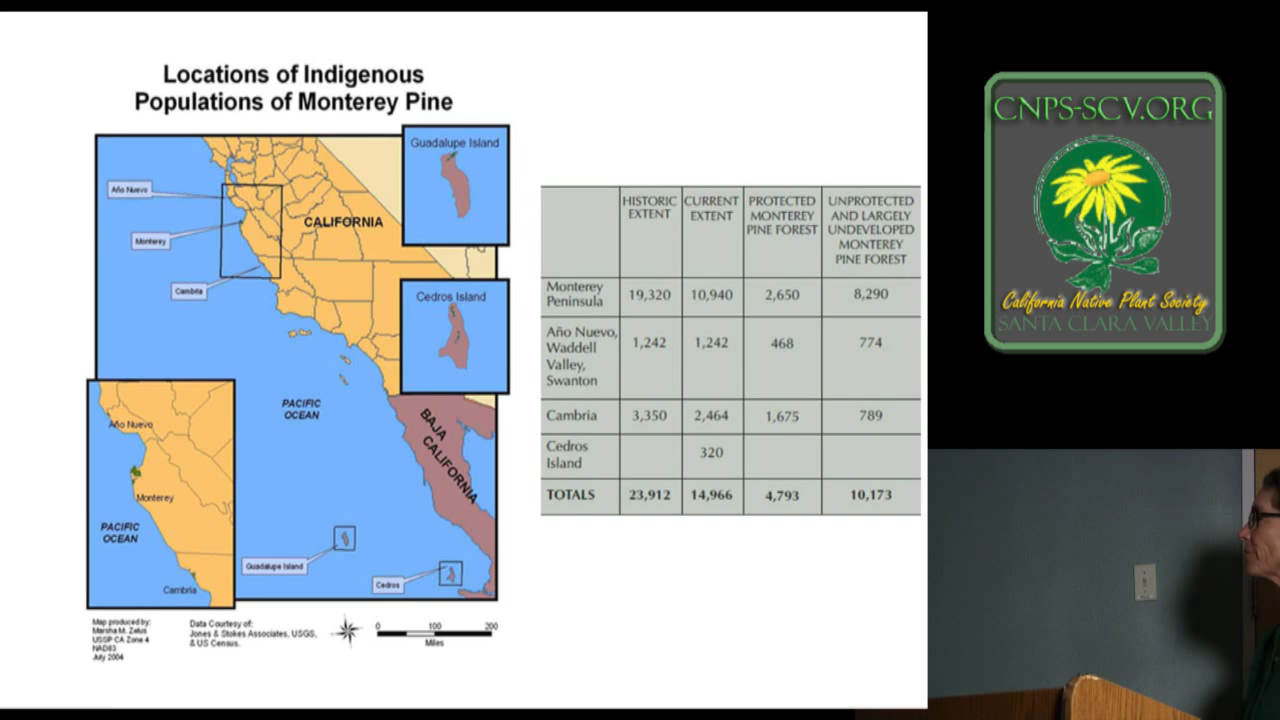 Locations of Indigenous
Populations of Monterey Pine
Guadalupe Island
Año Nuevo
CALIFORNIA
Monterey
Cambria
Cedros Island
PACIFIC
OCEAN
BAJA
CALIFORNIA
Año Nuevo
Monterey
PACIFIC
OCEAN
Cambria
Guadalupe Island
Cedros
Map produced by:
Marsha M. Zelus
USSP CA Zone 4
NAD83
July 2004
Data Courtesy of:
Jones & Stokes Associates, USGS,
& US Census.
0 100 200
Miles
HISTORIC
EXTENT
CURRENT
EXTENT
PROTECTED
MONTEREY
PINE FOREST
UNPROTECTED
AND LARGELY
UNDEVELOPED
MONTEREY
PINE FOREST
Monterey
Peninsula
19,320 10,940 2,650 8,290
Año Nuevo,
Waddell
Valley,
Swanton
1,242 1,242 468 774
Cambria 3,350 2,464 1,675 789
Cedros
Island
320
TOTALS 23,912 14,966 4,793 10,173
CNPS-SCV.ORG
California Native Plant Society
SANTA CLARA VALLEY